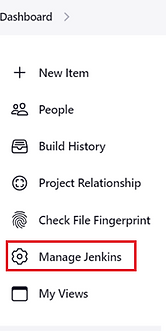 Dashboard
New Item
People
Build History
Project Relationship
Check File Fingerprint
Manage Jenkins
My Views